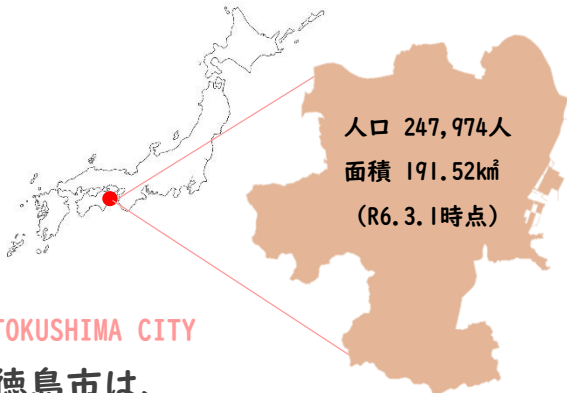 人口 247,974人
面積 191.52㎢
（R6.3.1時点）
TOKUSHIMA CITY
徳島市は、